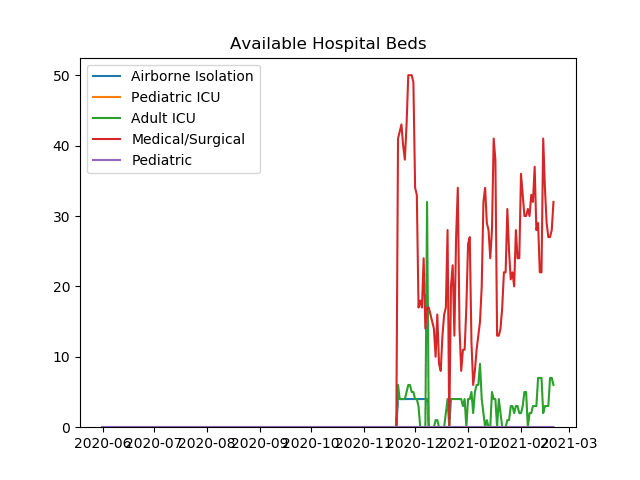 Available Hospital Beds
Airborne Isolation
Pediatric ICU
Adult ICU
Medical/Surgical
Pediatric
50
40
30
20
10
0
2020-06 2020-07 2020-08 2020-09 2020-10 2020-11 2020-12 2021-01 2021-02 2021-03